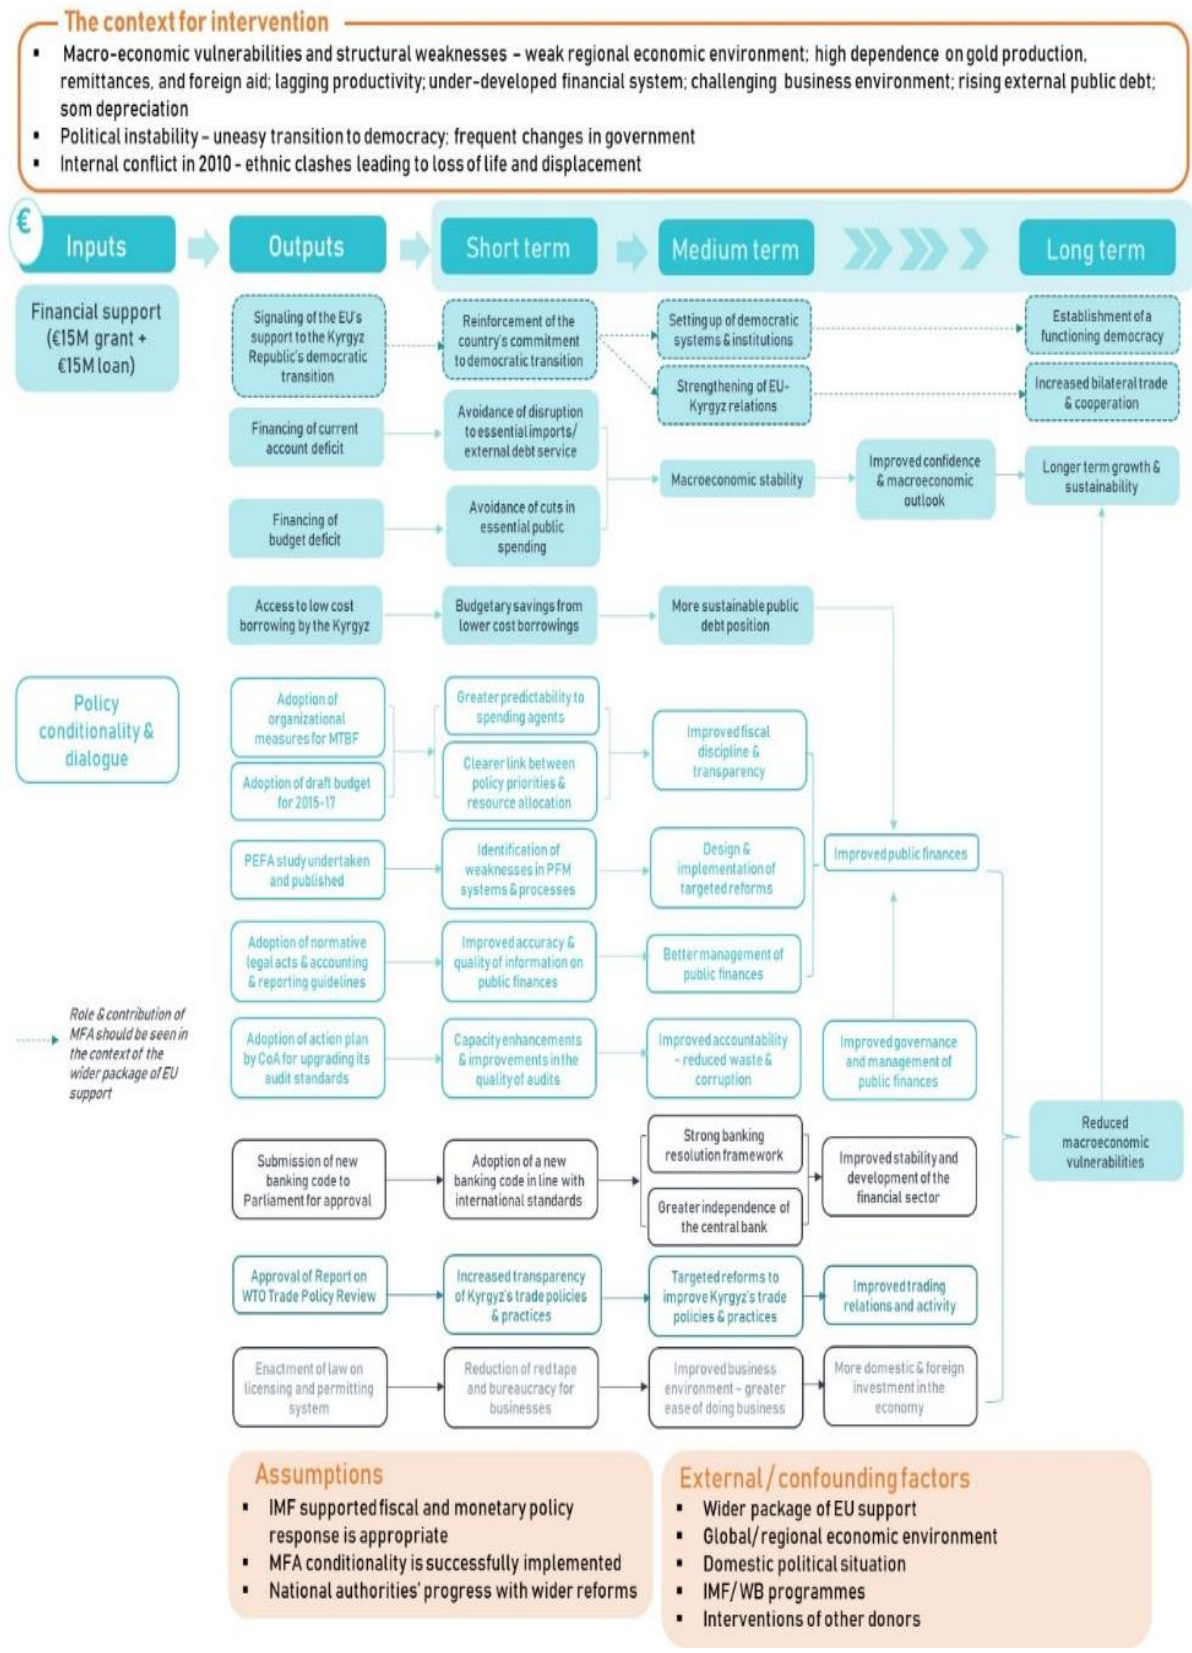 The context for intervention
▪ Macro-economic vulnerabilities and structural weaknesses – weak regional economic environment; high dependence on gold production,
remittances, and foreign aid; lagging productivity; under-developed financial system; challenging business environment; rising external public debt;
som depreciation
▪ Political instability – uneasy transition to democracy; frequent changes in government
▪ Internal conflict in 2010 - ethnic clashes leading to loss of life and displacement
€
Inputs
Outputs
Short term
Medium term
Long term
Financial support
(€15M grant +
€15M loan)
Signaling of the EU's
support to the Kyrgyz
Republic's democratic
transition
Reinforcement of the
country's commitment
to democratic transition
Setting up of democratic
systems & institutions
Establishment of a
functioning democracy
Strengthening of EU-
Kyrgyz relations
Increased bilateral trade
& cooperation
Financing of current
account deficit
Avoidance of disruption
to essential imports/
external debt service
Macroeconomic stability
Improved confidence
& macroeconomic
outlook
Longer term growth &
sustainability
Financing of
budget deficit
Avoidance of cuts in
essential public
spending
Access to low cost
borrowing by the Kyrgyz
Budgetary savings from
lower cost borrowings
More sustainable public
debt position
Policy
conditionality &
dialogue
Adoption of
organizational
measures for MTBF
Adoption of draft budget
for 2015-17
Greater predictability to
spending agents
Clearer link between
policy priorities &
resource allocation
Improved fiscal
discipline &
transparency
PEFA study undertaken
and published
Identification of
weaknesses in PFM
systems & processes
Design &
implementation of
targeted reforms
Improved public finances
Adoption of normative
legal acts & accounting
& reporting guidelines
Improved accuracy &
quality of information on
public finances
Better management of
public finances
Role & contribution of
MFA should be seen in
the context of the
wider package of EU
support
Adoption of action plan
by CoA for upgrading its
audit standards
Capacity enhancements
& improvements in the
quality of audits
Improved accountability
- reduced waste &
corruption
Improved governance
and management of
public finances
Reduced
macroeconomic
vulnerabilities
Submission of new
banking code to
Parliament for approval
Adoption of a new
banking code in line with
international standards
Strong banking
resolution framework
Greater independence of
the central bank
Improved stability and
development of the
financial sector
Approval of Report on
WTO Trade Policy Review
Increased transparency
of Kyrgyz's trade policies
& practices
Targeted reforms to
improve Kyrgyz's trade
policies & practices
Improved trading
relations and activity
Enactment of law on
licensing and permitting
system
Reduction of red tape
and bureaucracy for
businesses
Improved business
environment – greater
ease of doing business
More domestic & foreign
investment in the
economy
Assumptions
▪ IMF supported fiscal and monetary policy
response is appropriate
▪ MFA conditionality is successfully implemented
▪ National authorities' progress with wider reforms
External / confounding factors
▪ Wider package of EU support
▪ Global/regional economic environment
▪ Domestic political situation
▪ IMF/WB programmes
▪ Interventions of other donors